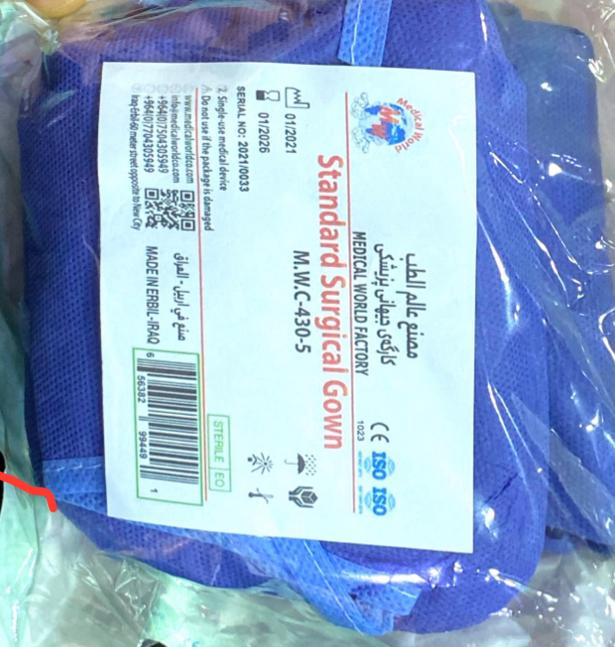 Medical World
MW
مصنع عالم الطب
كارگەی جیهانی پزیشكی
MEDICAL WORLD FACTORY
CE
1023
ISO ISO
Standard Surgical Gown
M.W.C-430-5
01/2021
01/2026
SERIAL NO: 2021/0033
Single-use medical device
Do not use if the package is damaged
STERILE EO
www.medicalworldco.com
info@medicalworldco.com
+964(0)7504305949
+964(0)7704305949
Iraq-Erbil-60 meter street opposite to New City
صنع في اربيل - العراق
MADE IN ERBIL-IRAQ
6 56382 99449 1